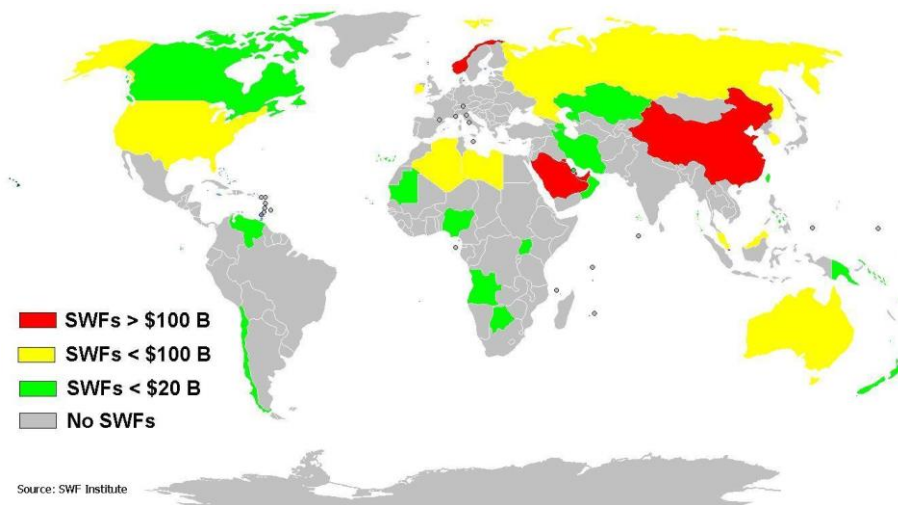 SWFs > $100 B
SWFs < $100 B
SWFs < $20 B
No SWFs
Source: SWF Institute